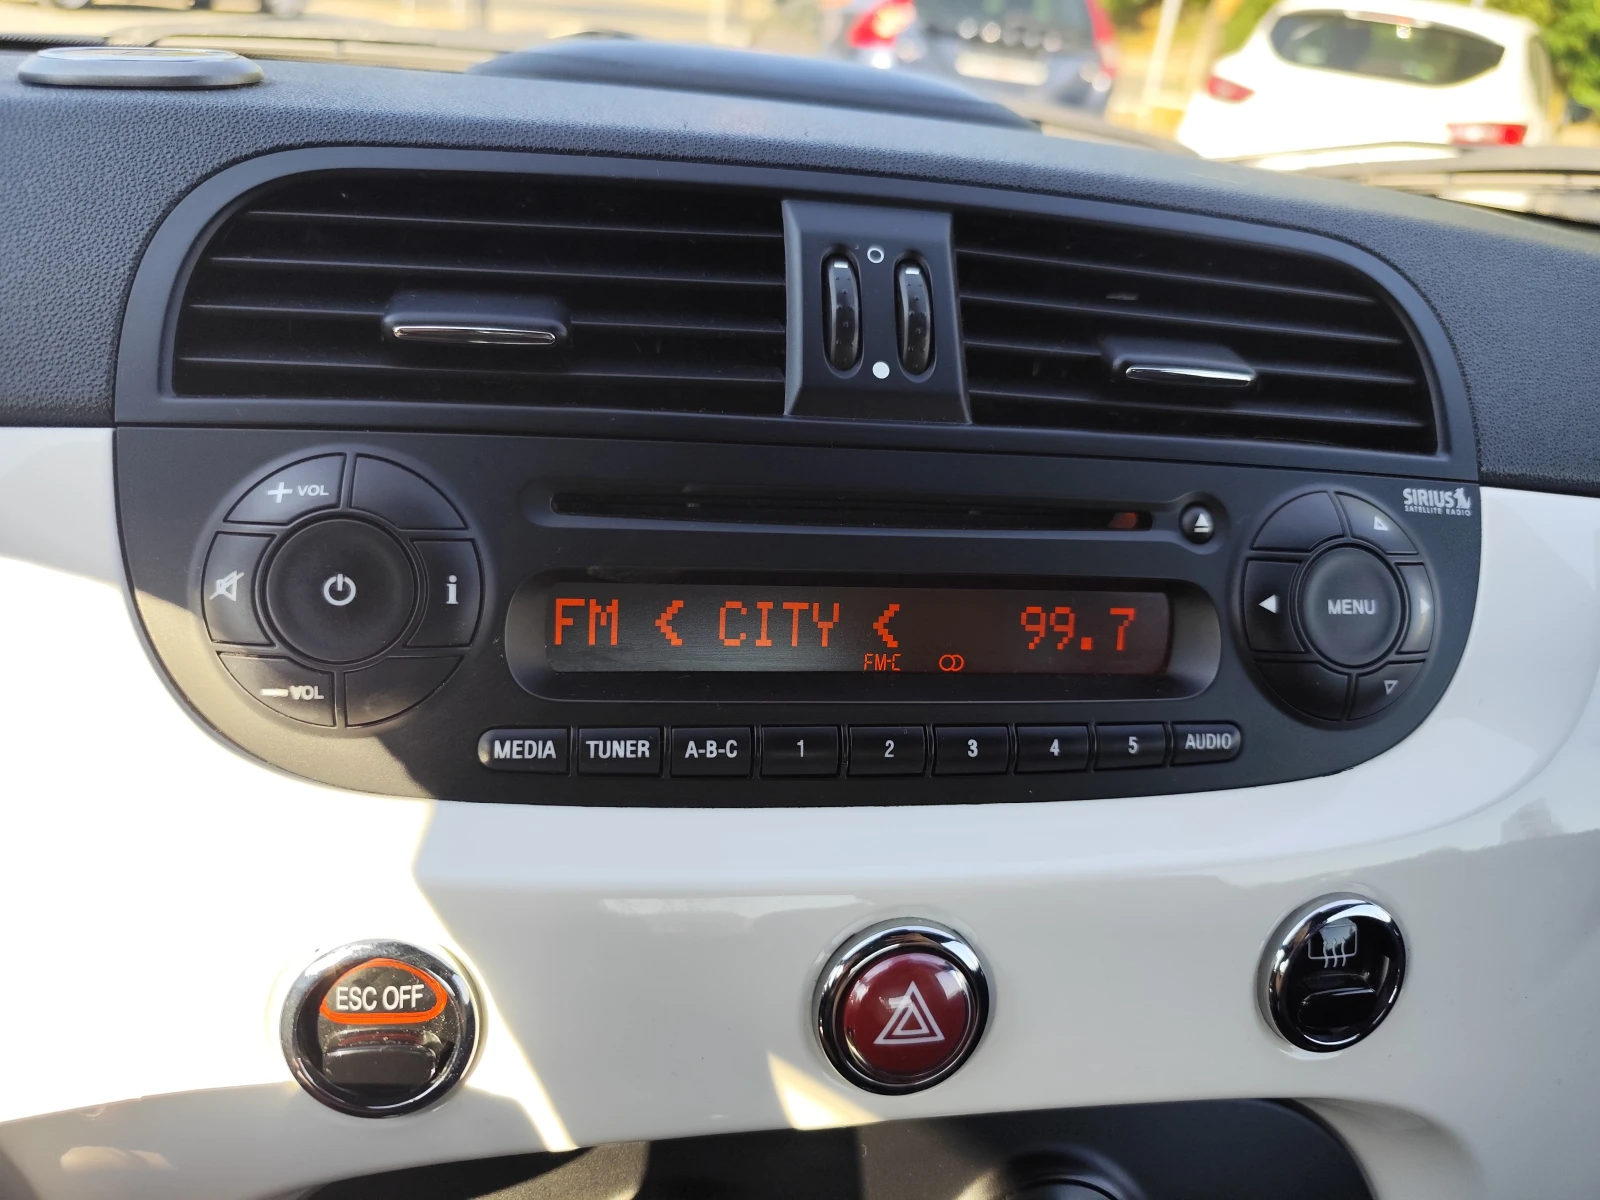 + VOL
SIRIUS
SATELLITE RADIO
i
MENU
FM < CITY < 99.7
FM-C
- VOL
MEDIA TUNER A-B-C 1 2 3 4 5 AUDIO
ESC OFF